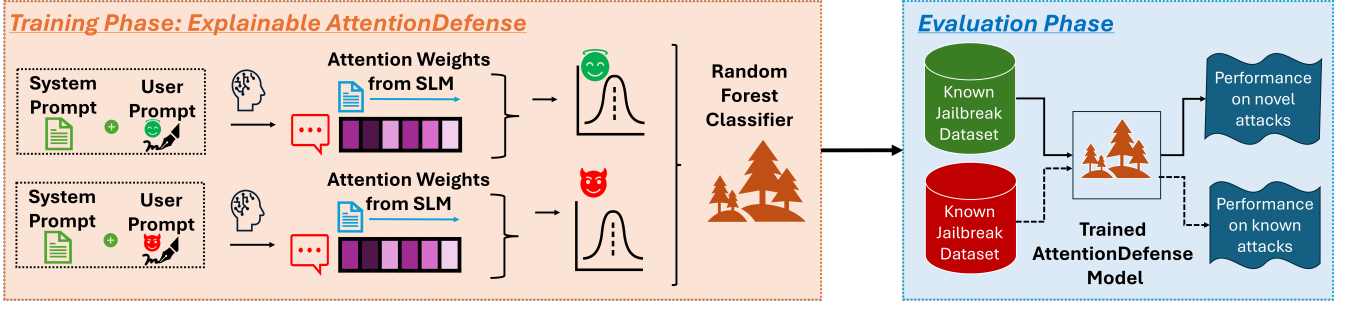 Training Phase: Explainable AttentionDefense
System
Prompt
User
Prompt
Attention Weights
from SLM
System
Prompt
User
Prompt
Attention Weights
from SLM
Random
Forest
Classifier
Evaluation Phase
Known
Jailbreak
Dataset
Known
Jailbreak
Dataset
Trained
AttentionDefense
Model
Performance
on novel
attacks
Performance
on known
attacks